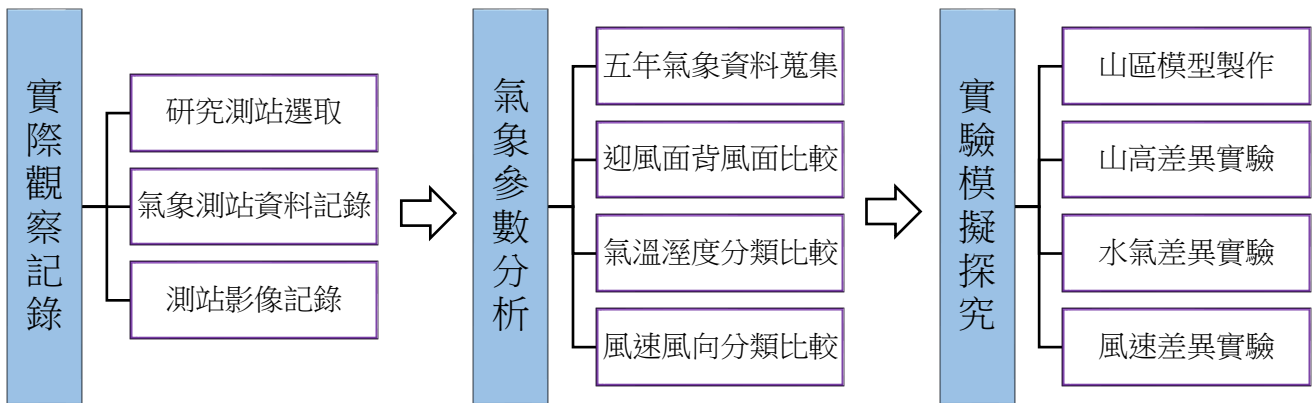 實際觀察記錄
研究測站選取
氣象測站資料記錄
測站影像記錄
氣象參數分析
五年氣象資料蒐集
迎風面背風面比較
氣溫溼度分類比較
風速風向分類比較
實驗模擬探究
山區模型製作
山高差異實驗
水氣差異實驗
風速差異實驗